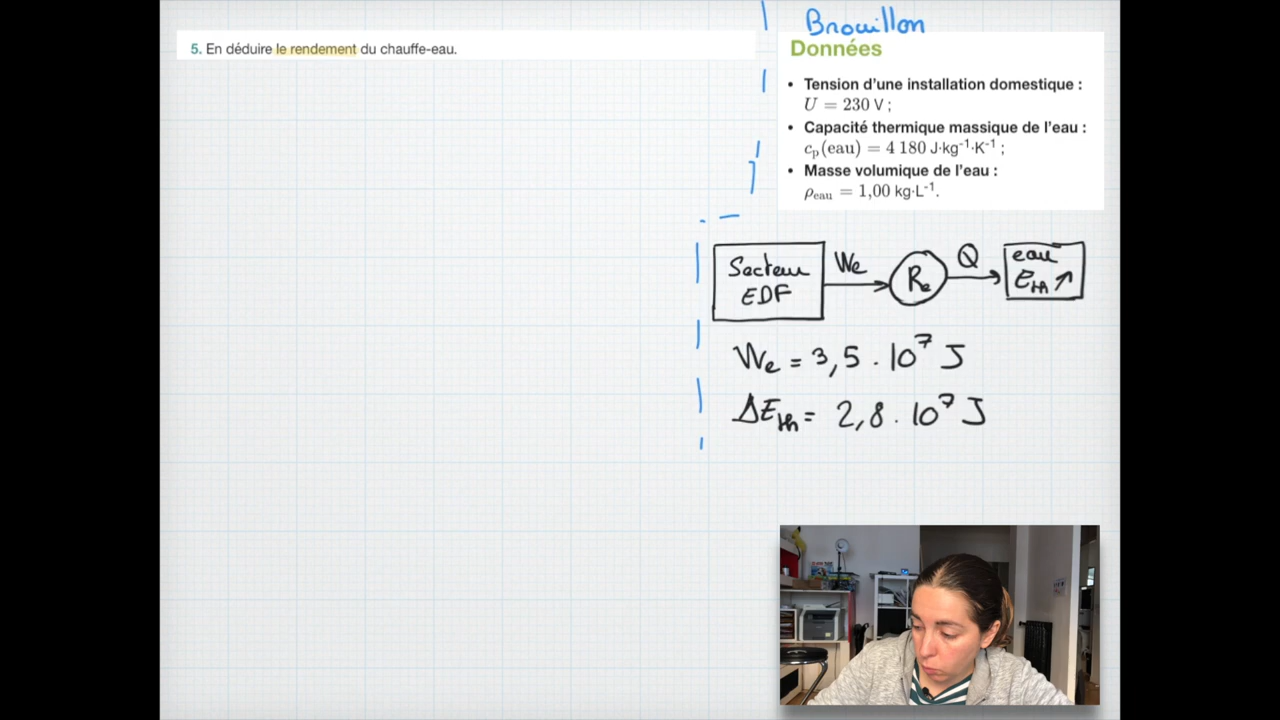 Brouillon
5. En déduire le rendement du chauffe-eau.
Données
• Tension d'une installation domestique :
U = 230 V ;
• Capacité thermique massique de l'eau :
cp(eau) = 4 180 J·kg⁻¹·K⁻¹ ;
• Masse volumique de l'eau :
ρeau = 1,00 kg·L⁻¹.
Secteur
EDF
We
Re
Q
eau
Eth ↑
We = 3,5 . 10⁷ J
ΔEth = 2,8 . 10⁷ J